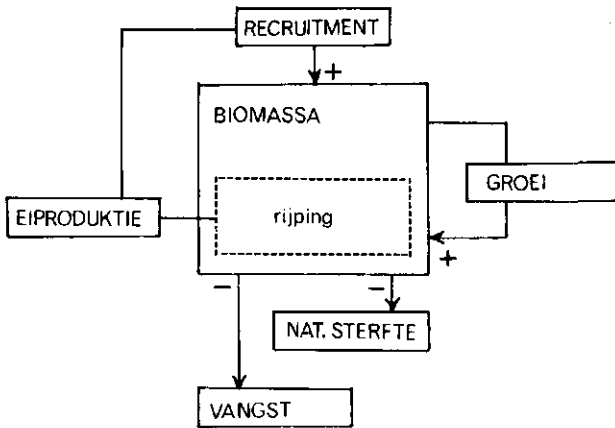 RECRUITMENT
+
BIOMASSA
GROEI
EIPRODUKTIE
rijping
+
–
–
NAT. STERFTE
VANGST